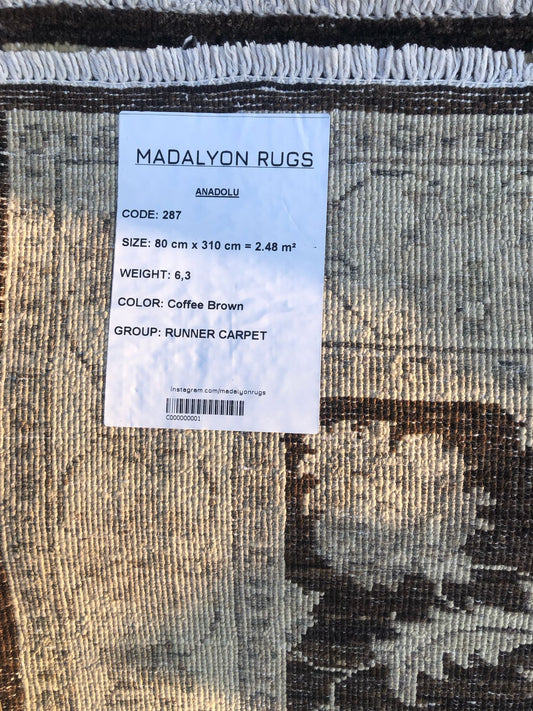 MADALYON RUGS
ANADOLU
CODE: 287
SIZE: 80 cm x 310 cm = 2.48 m²
WEIGHT: 6,3
COLOR: Coffee Brown
GROUP: RUNNER CARPET
instagram.com/madalyonrugs
C000000001